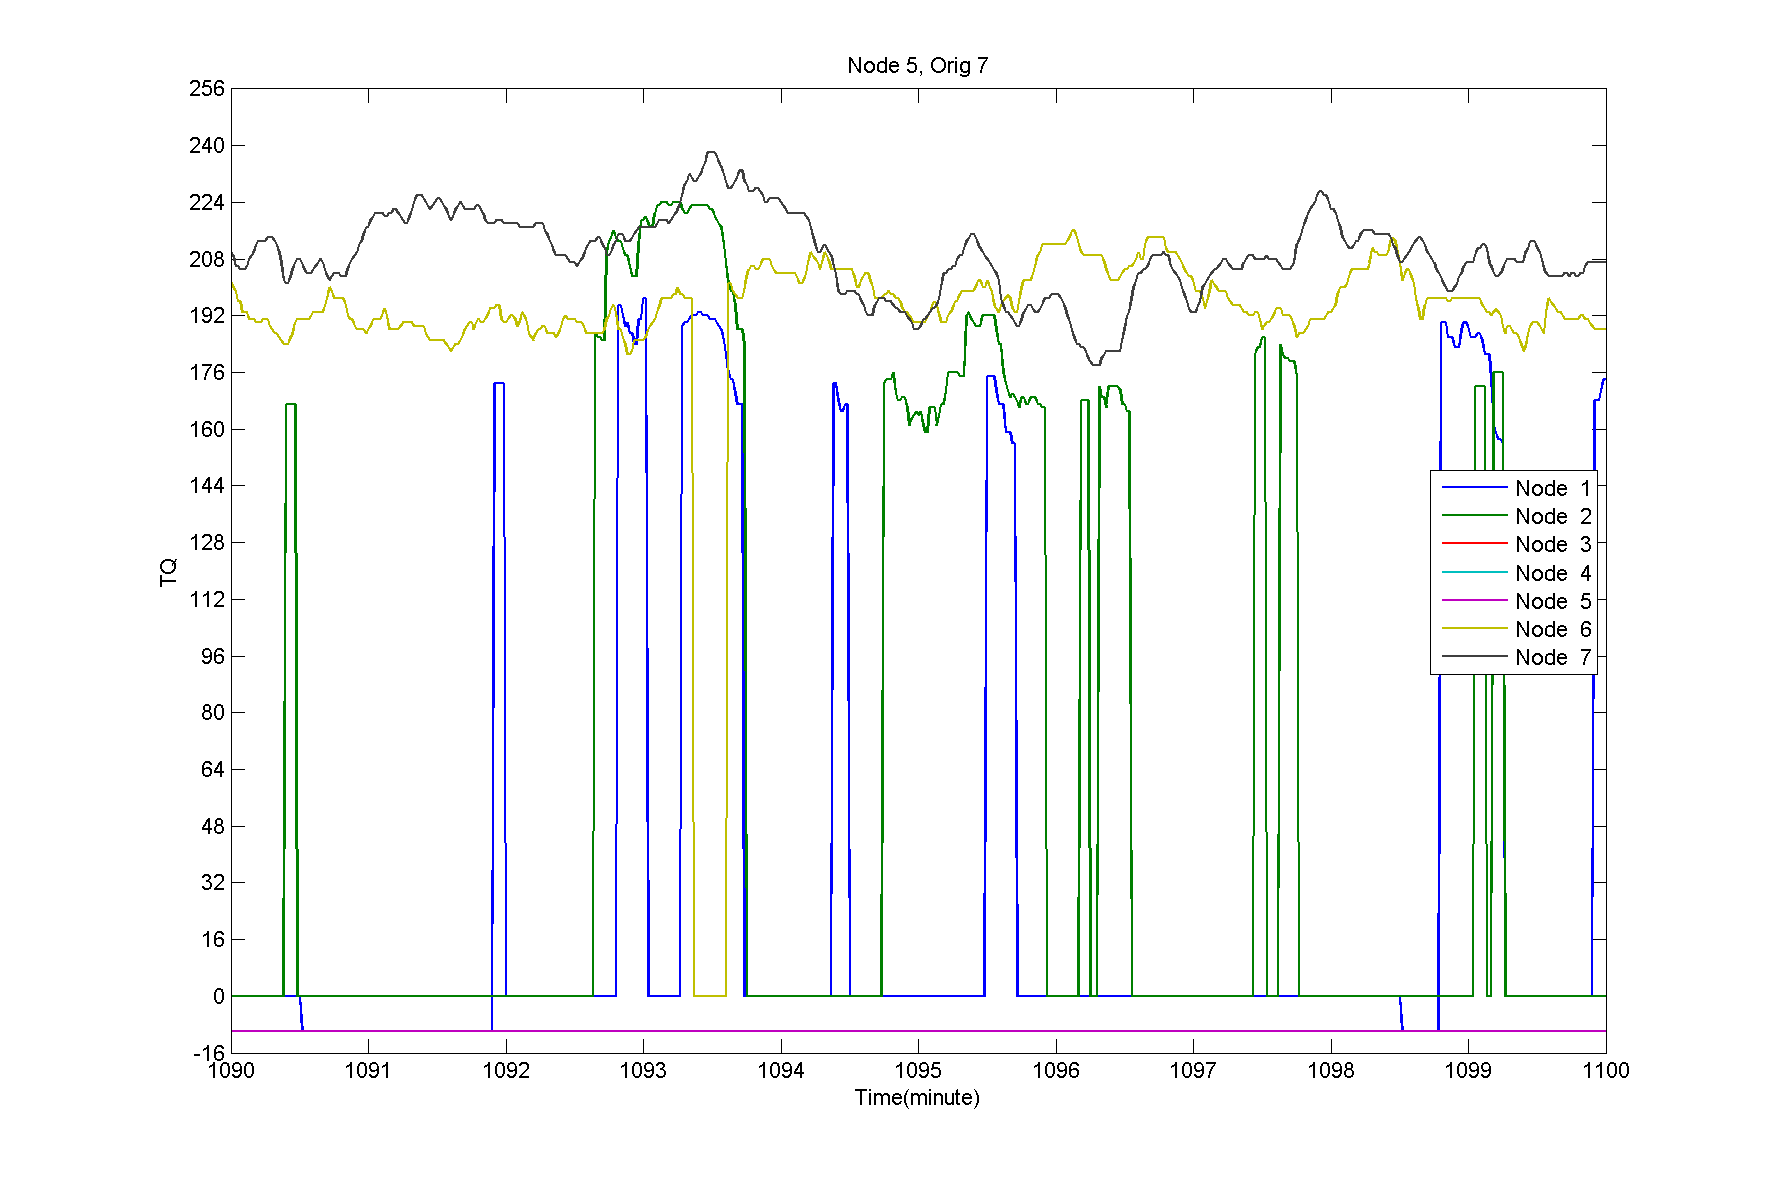 Node 5, Orig 7
256
240
224
208
192
176
160
144
128
112
96
80
64
48
32
16
0
-16
TQ
Node 1
Node 2
Node 3
Node 4
Node 5
Node 6
Node 7
1090 1091 1092 1093 1094 1095 1096 1097 1098 1099 1100
Time(minute)